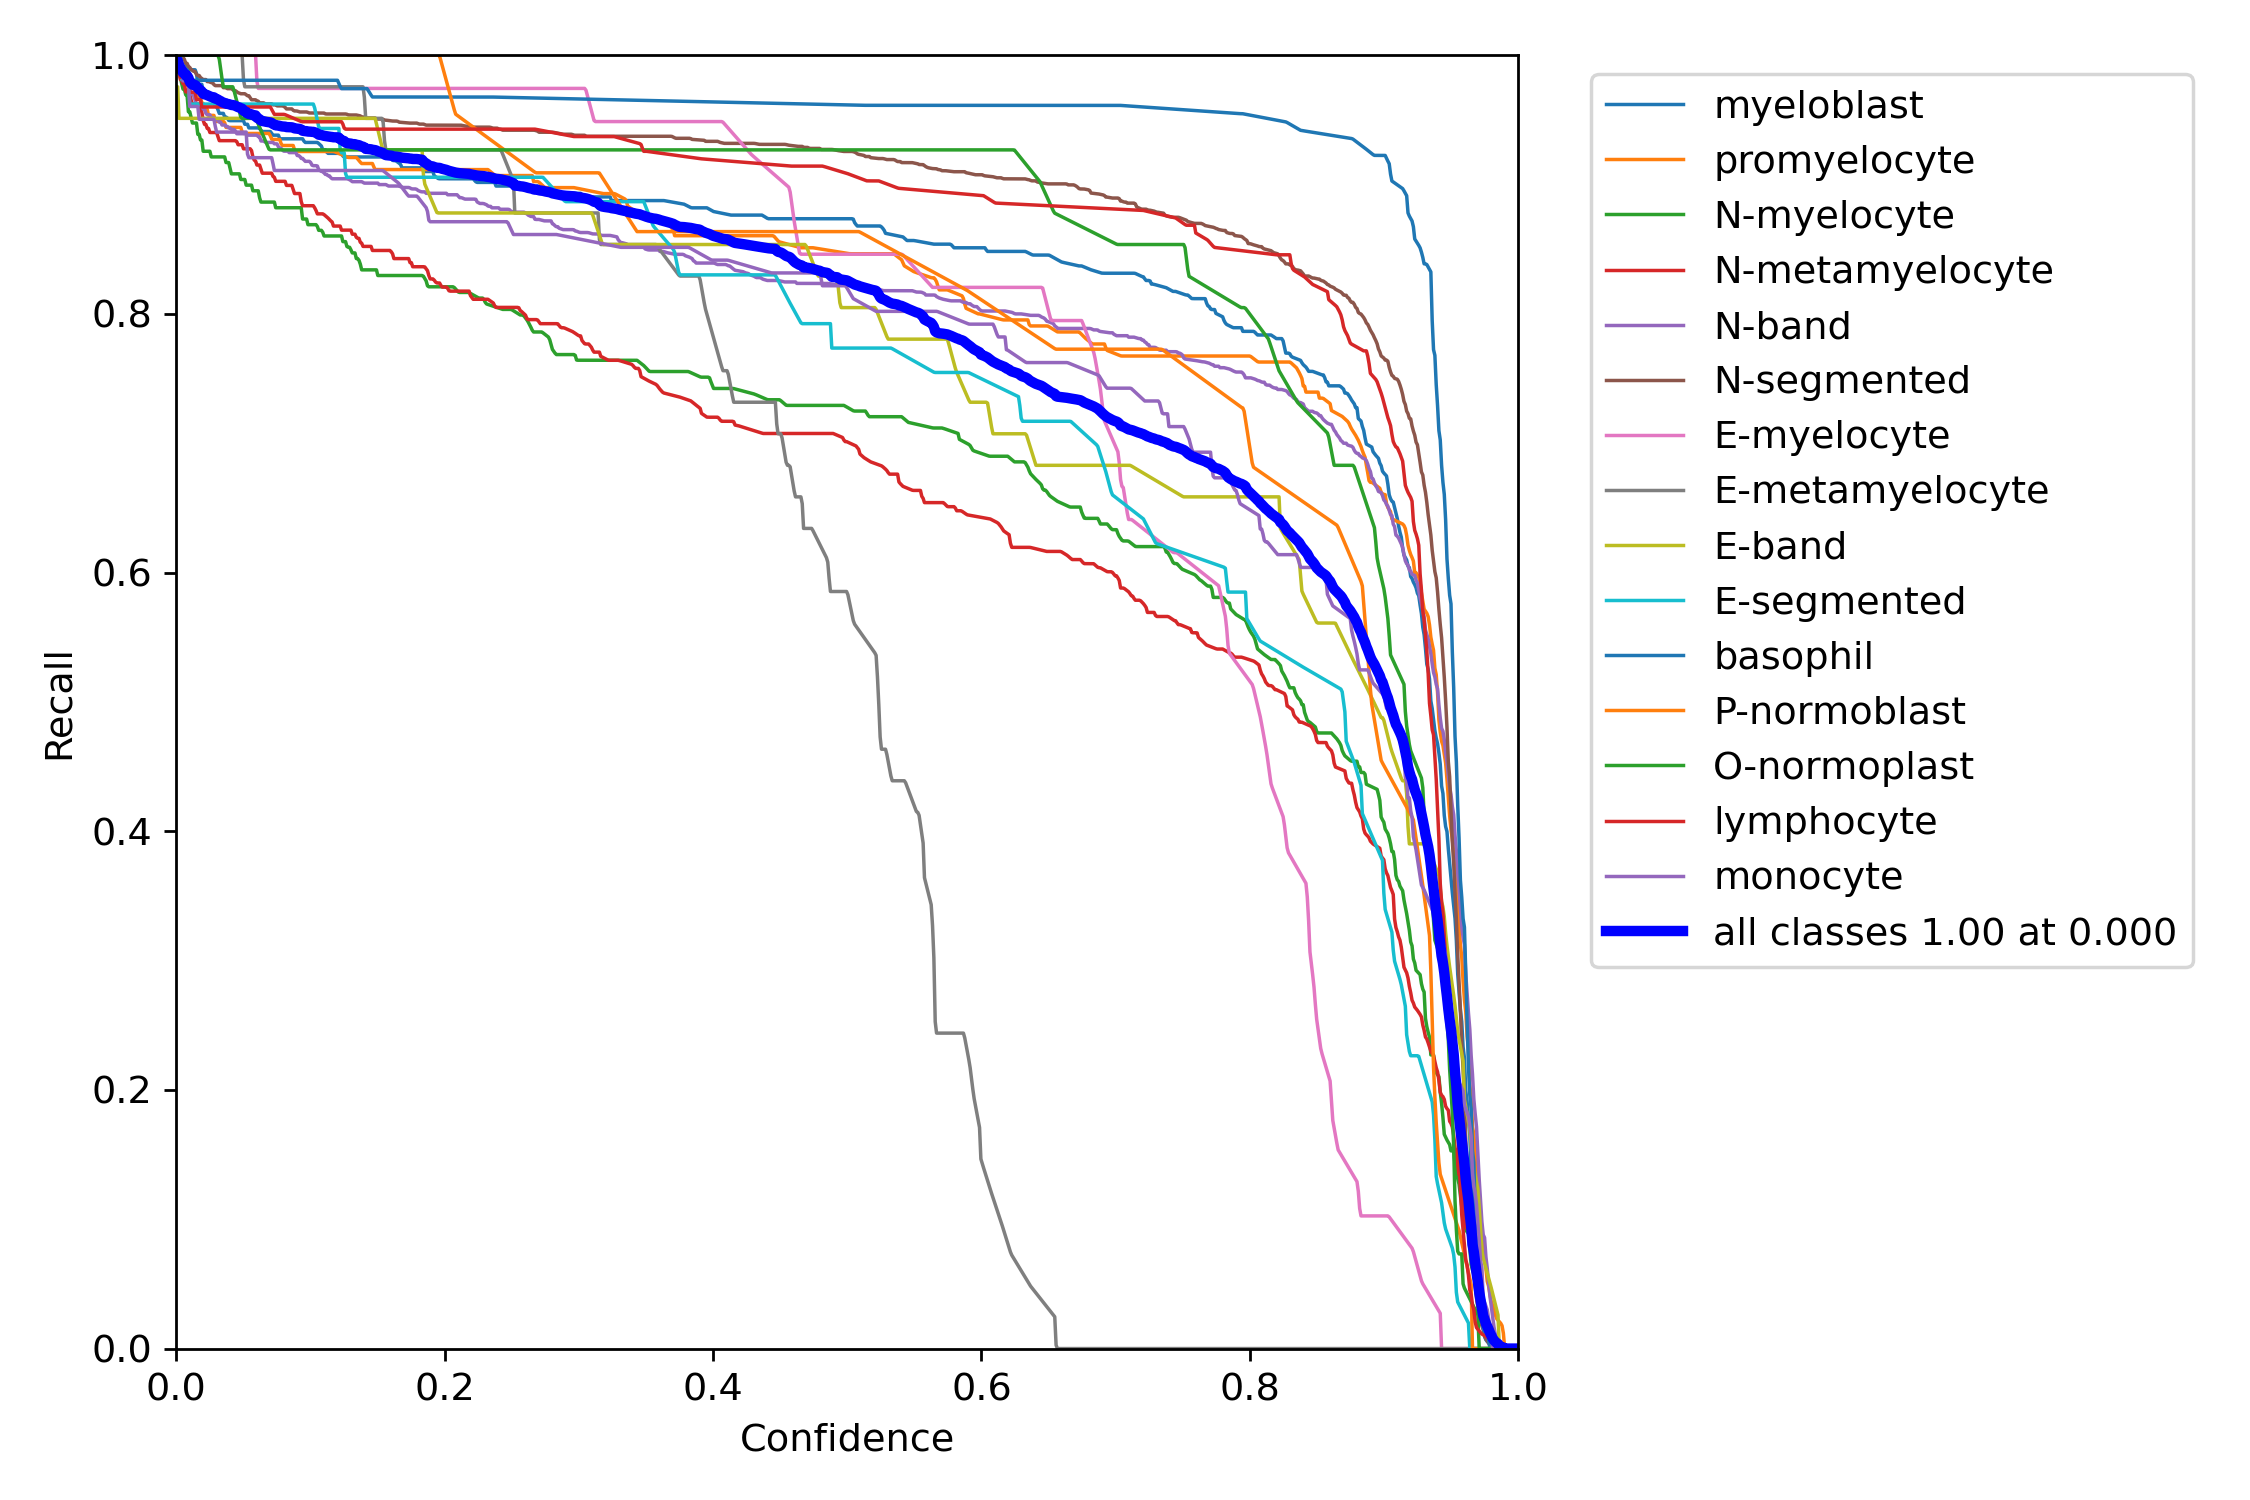 1.0
0.8
0.6
0.4
0.2
0.0
Recall
0.0
0.2
0.4
0.6
0.8
1.0
Confidence
myeloblast
promyelocyte
N-myelocyte
N-metamyelocyte
N-band
N-segmented
E-myelocyte
E-metamyelocyte
E-band
E-segmented
basophil
P-normoblast
O-normoplast
lymphocyte
monocyte
all classes 1.00 at 0.000